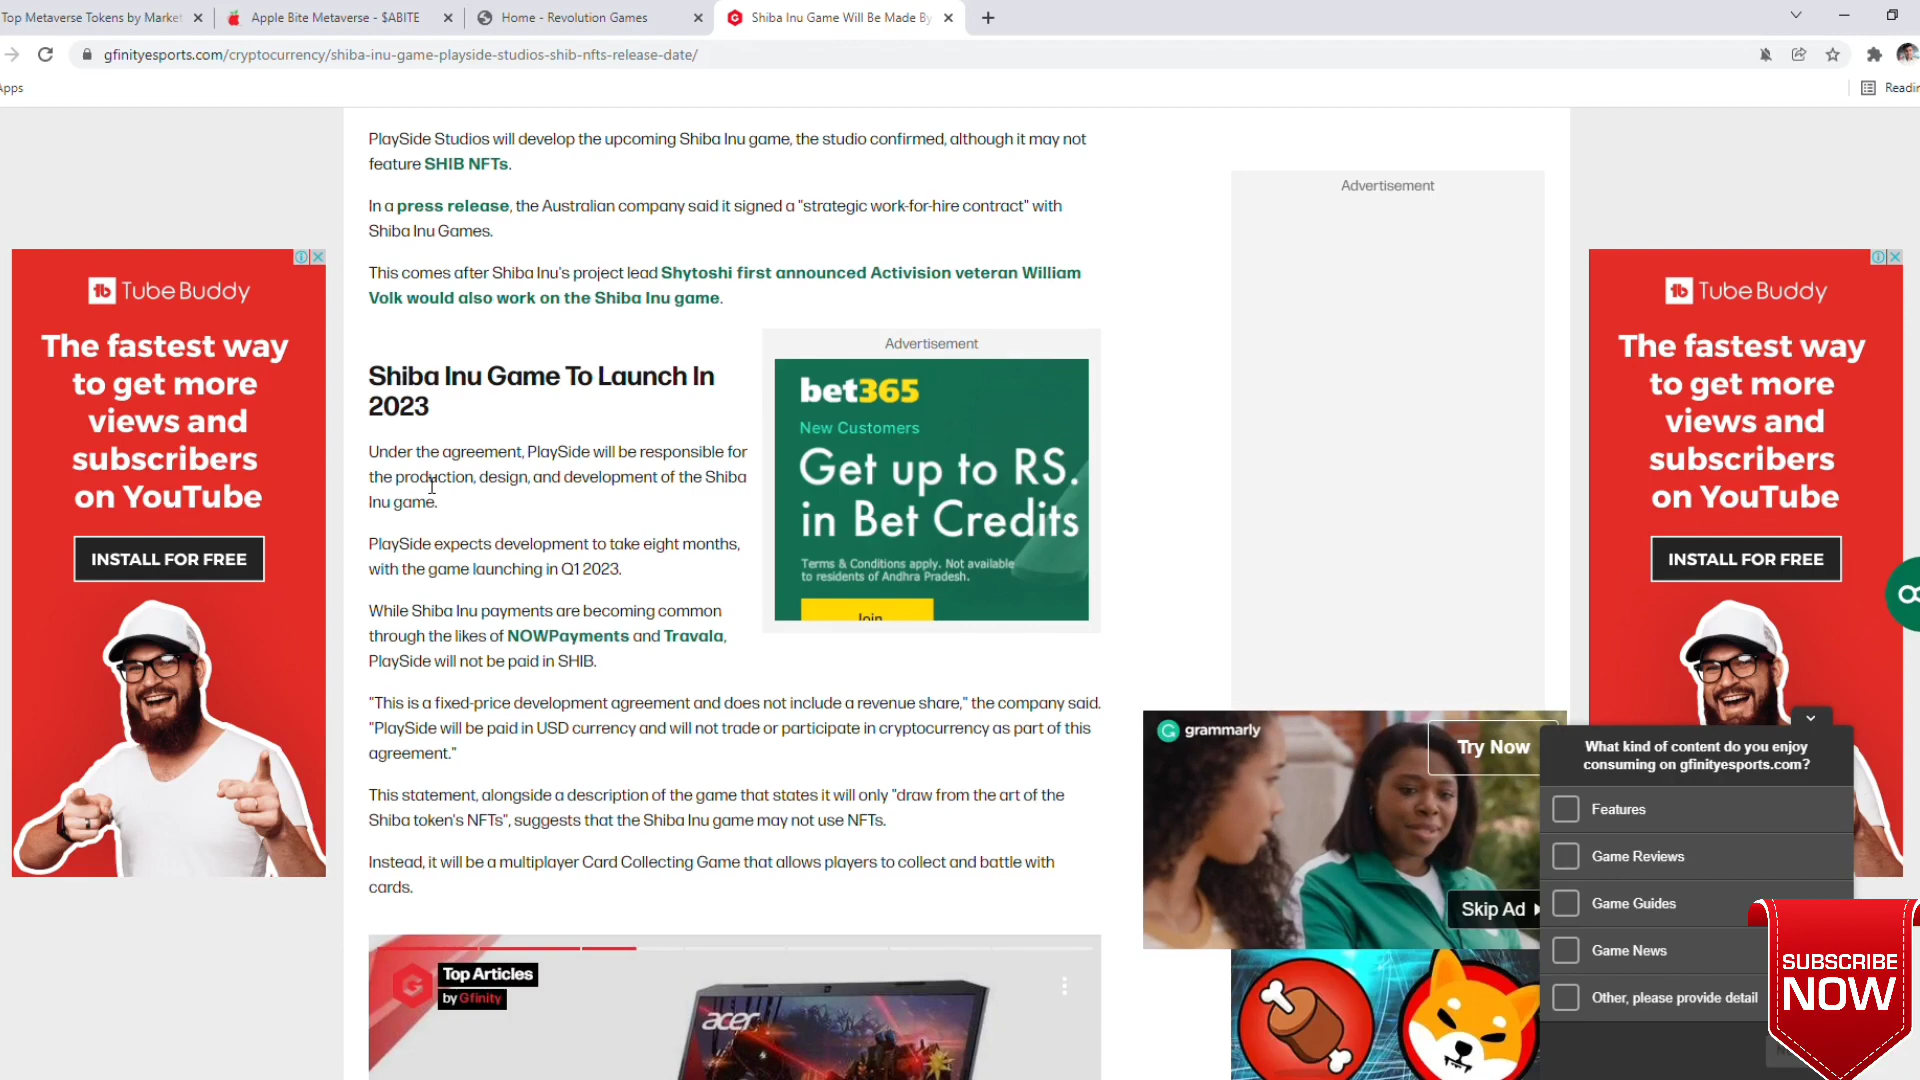 Top Metaverse Tokens by Market
Apple Bite Metaverse - $ABITE
Home - Revolution Games
Shiba Inu Game Will Be Made By
gfinityesports.com/cryptocurrency/shiba-inu-game-playside-studios-shib-nfts-release-date/
Apps
Readin
PlaySide Studios will develop the upcoming Shiba Inu game, the studio confirmed, although it may not
feature SHIB NFTs.
In a press release, the Australian company said it signed a "strategic work-for-hire contract" with
Shiba Inu Games.
This comes after Shiba Inu's project lead Shytoshi first announced Activision veteran William
Volk would also work on the Shiba Inu game.
Shiba Inu Game To Launch In
2023
Under the agreement, PlaySide will be responsible for
the production, design, and development of the Shiba
Inu game.
PlaySide expects development to take eight months,
with the game launching in Q1 2023.
While Shiba Inu payments are becoming common
through the likes of NOWPayments and Travala,
PlaySide will not be paid in SHIB.
"This is a fixed-price development agreement and does not include a revenue share," the company said.
"PlaySide will be paid in USD currency and will not trade or participate in cryptocurrency as part of this
agreement."
This statement, alongside a description of the game that states it will only "draw from the art of the
Shiba token's NFTs", suggests that the Shiba Inu game may not use NFTs.
Instead, it will be a multiplayer Card Collecting Game that allows players to collect and battle with
cards.
Top Articles
by Gfinity
acer
Advertisement
bet365
New Customers
Get up to RS.
in Bet Credits
Terms & Conditions apply. Not available
to residents of Andhra Pradesh.
Join
Advertisement
TubeBuddy
The fastest way
to get more
views and
subscribers
on YouTube
INSTALL FOR FREE
TubeBuddy
The fastest way
to get more
views and
subscribers
on YouTube
INSTALL FOR FREE
grammarly
Try Now
Skip Ad
What kind of content do you enjoy
consuming on gfinityesports.com?
Features
Game Reviews
Game Guides
Game News
Other, please provide detail
SUBSCRIBE
NOW